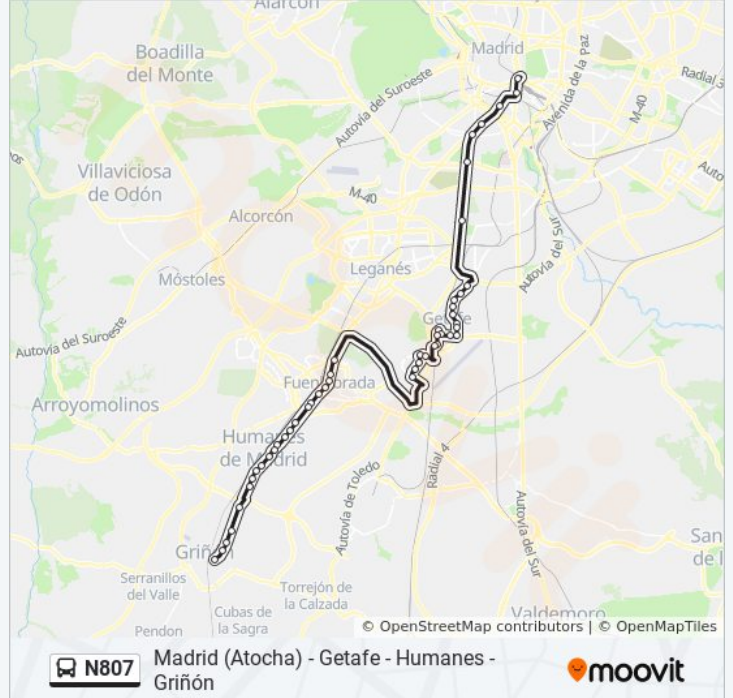 Alarcón
Madrid
Boadilla
del Monte
Autovía del Suroeste
Avenida de la Paz
Radial 3
M-40
Villaviciosa
de Odón
M-40
Auto
Alcorcón
Autovía del Sur
Leganés
Móstoles
Getafe
Autovía del Suroeste
Fuenlabrada
Arroyomolinos
Humanes
de Madrid
Radial 4
Autovía de Toledo
Autovía del Sur
Griñón
San
de l
Serranillos
del Valle
Torrejón de
la Calzada
Cubas de
la Sagra
Valdemoro
Pendon
© OpenStreetMap contributors | © OpenMapTiles
N807
Madrid (Atocha) - Getafe - Humanes -
Griñón
moovit